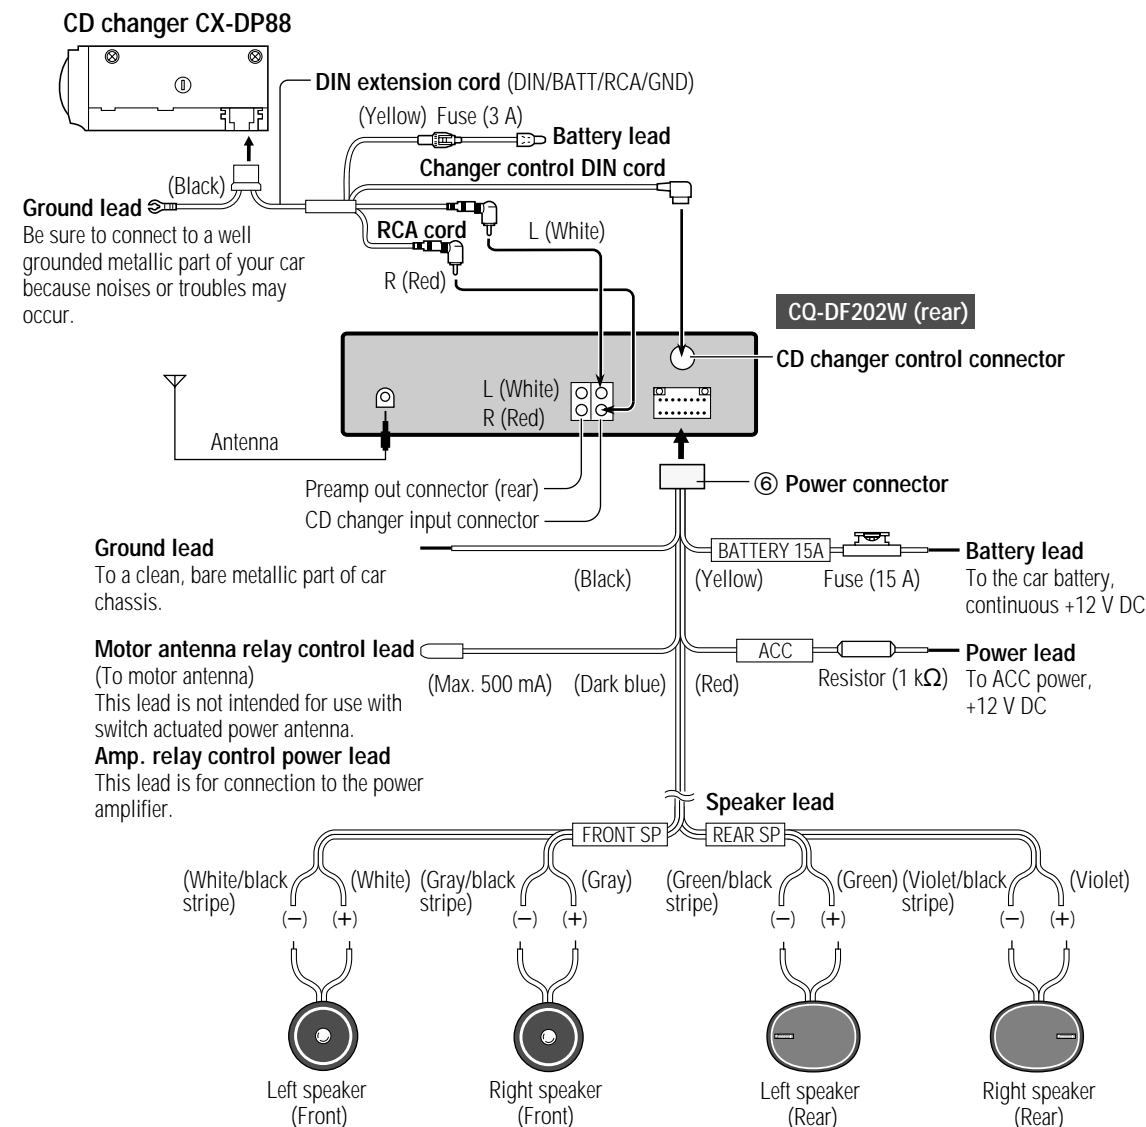 CD changer CX-DP88
DIN extension cord (DIN/BATT/RCA/GND)
(Yellow) Fuse (3 A)
Battery lead
Changer control DIN cord
(Black)
Ground lead
Be sure to connect to a well
grounded metallic part of your car
because noises or troubles may
occur.
RCA cord
L (White)
R (Red)
CQ-DF202W (rear)
CD changer control connector
L (White)
R (Red)
Antenna
Preamp out connector (rear)
CD changer input connector
⑥ Power connector
Ground lead
To a clean, bare metallic part of car
chassis.
(Black)
(Yellow)
BATTERY 15A
Fuse (15 A)
Battery lead
To the car battery,
continuous +12 V DC
Motor antenna relay control lead
(To motor antenna)
This lead is not intended for use with
switch actuated power antenna.
(Max. 500 mA)
(Dark blue)
(Red)
ACC
Resistor (1 kΩ)
Power lead
To ACC power,
+12 V DC
Amp. relay control power lead
This lead is for connection to the power
amplifier.
Speaker lead
FRONT SP
REAR SP
(White/black
stripe)
(White)
(Gray/black
stripe)
(Gray)
(Green/black
stripe)
(Green)
(Violet/black
stripe)
(Violet)
(−) (+)
(−) (+)
(−) (+)
(−) (+)
Left speaker
(Front)
Right speaker
(Front)
Left speaker
(Rear)
Right speaker
(Rear)